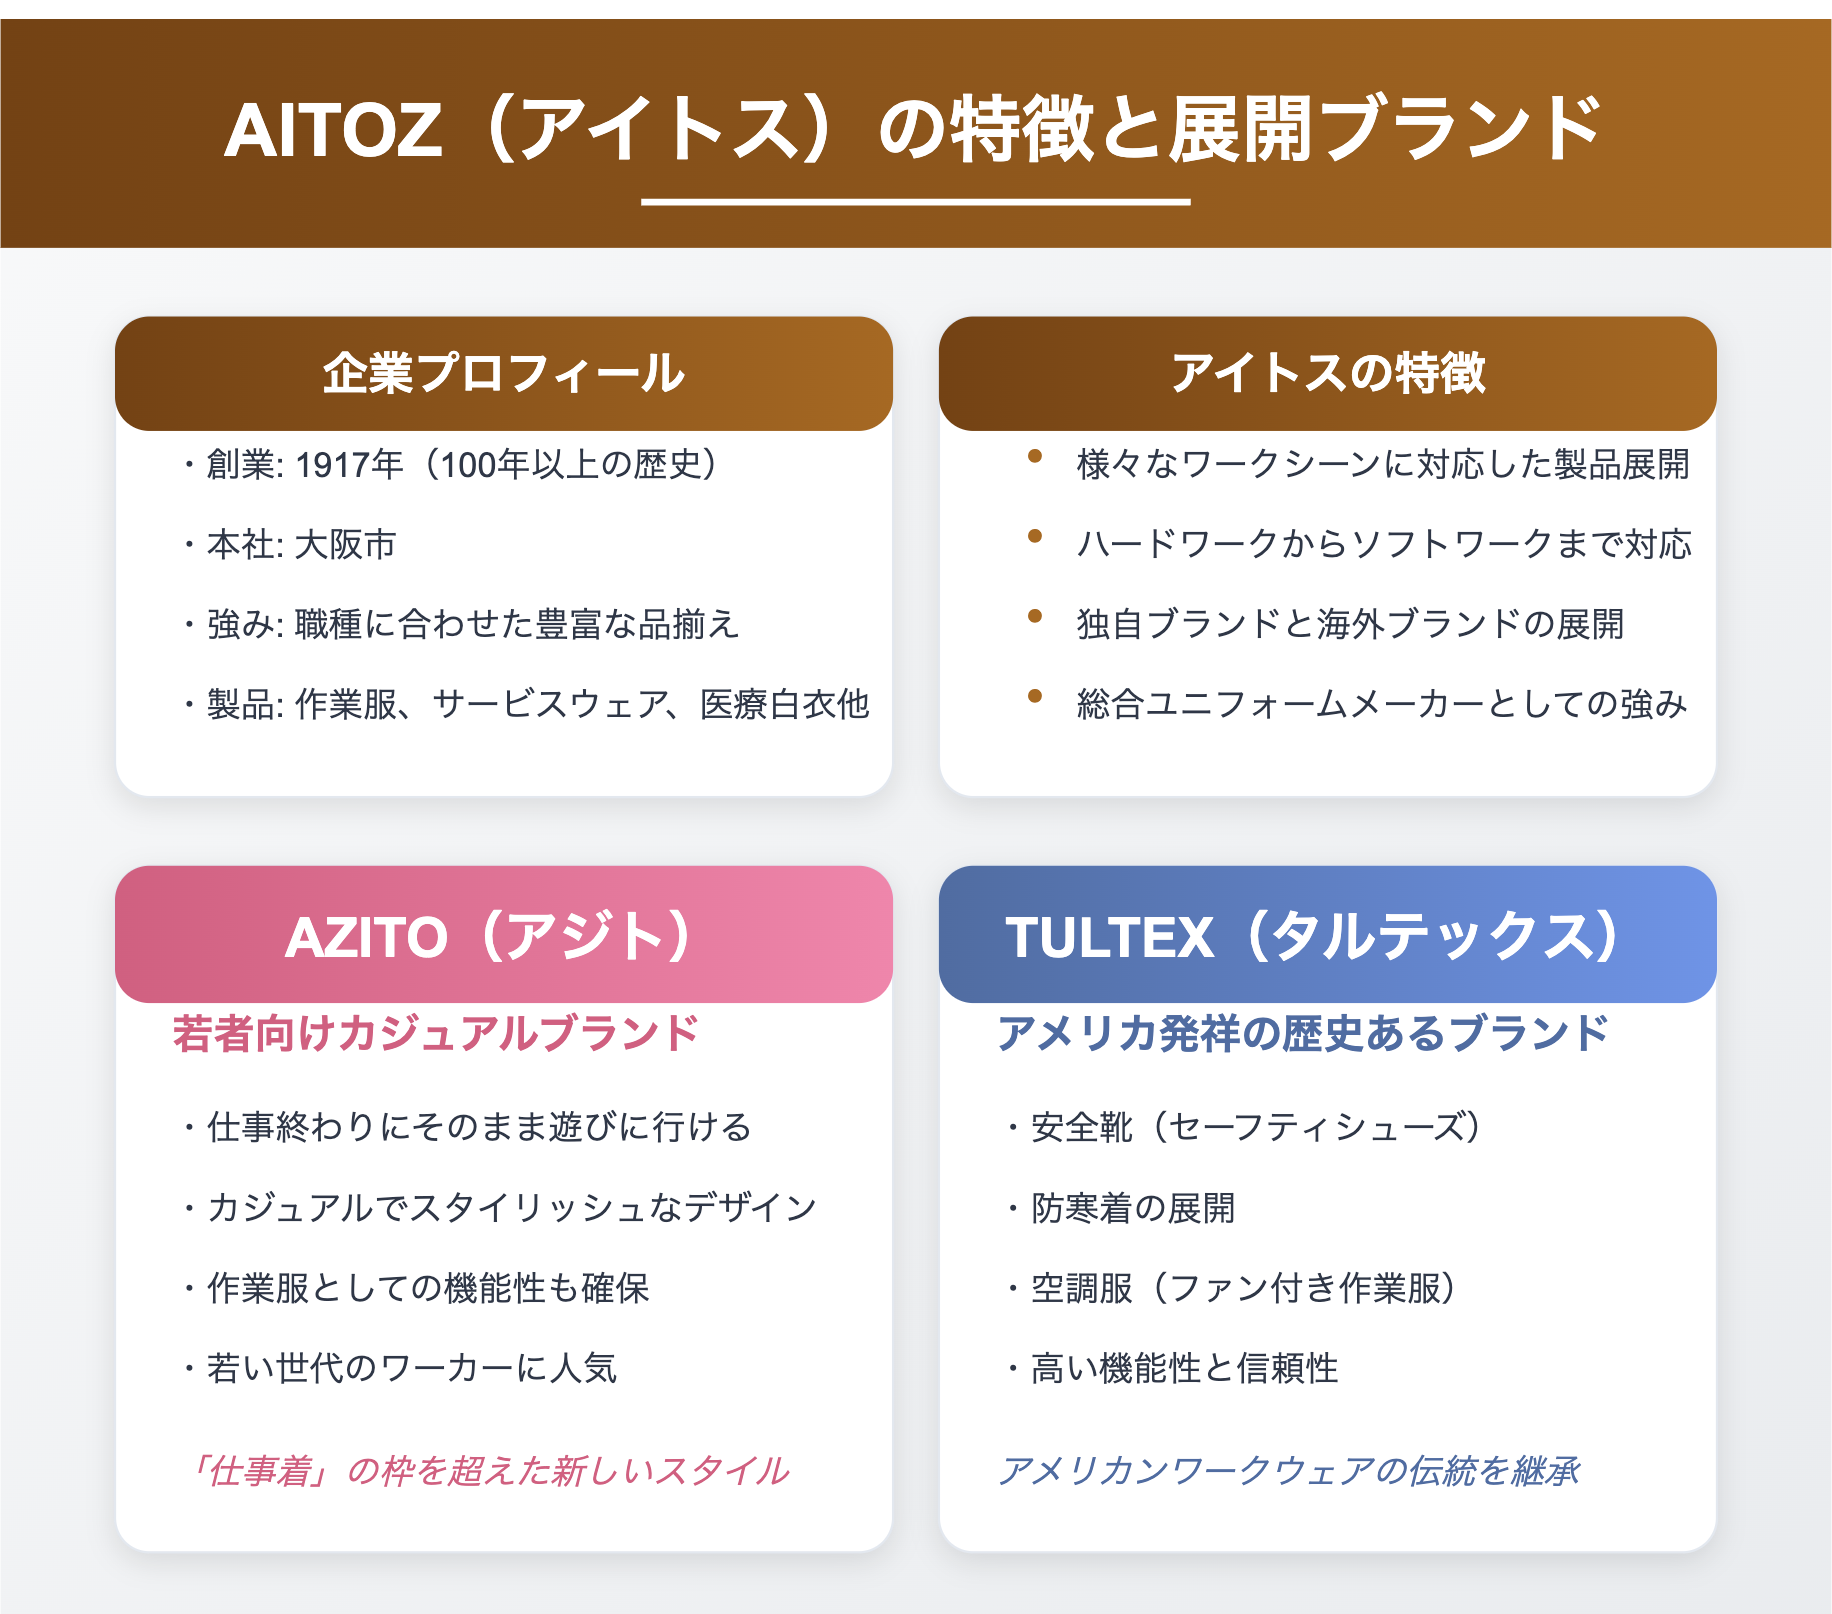 AITOZ（アイトス）の特徴と展開ブランド
企業プロフィール
・創業: 1917年（100年以上の歴史）
・本社: 大阪市
・強み: 職種に合わせた豊富な品揃え
・製品: 作業服、サービスウェア、医療白衣他
アイトスの特徴
● 様々なワークシーンに対応した製品展開
● ハードワークからソフトワークまで対応
● 独自ブランドと海外ブランドの展開
● 総合ユニフォームメーカーとしての強み
AZITO（アジト）
若者向けカジュアルブランド
・仕事終わりにそのまま遊びに行ける
・カジュアルでスタイリッシュなデザイン
・作業服としての機能性も確保
・若い世代のワーカーに人気
「仕事着」の枠を超えた新しいスタイル
TULTEX（タルテックス）
アメリカ発祥の歴史あるブランド
・安全靴（セーフティシューズ）
・防寒着の展開
・空調服（ファン付き作業服）
・高い機能性と信頼性
アメリカンワークウェアの伝統を継承